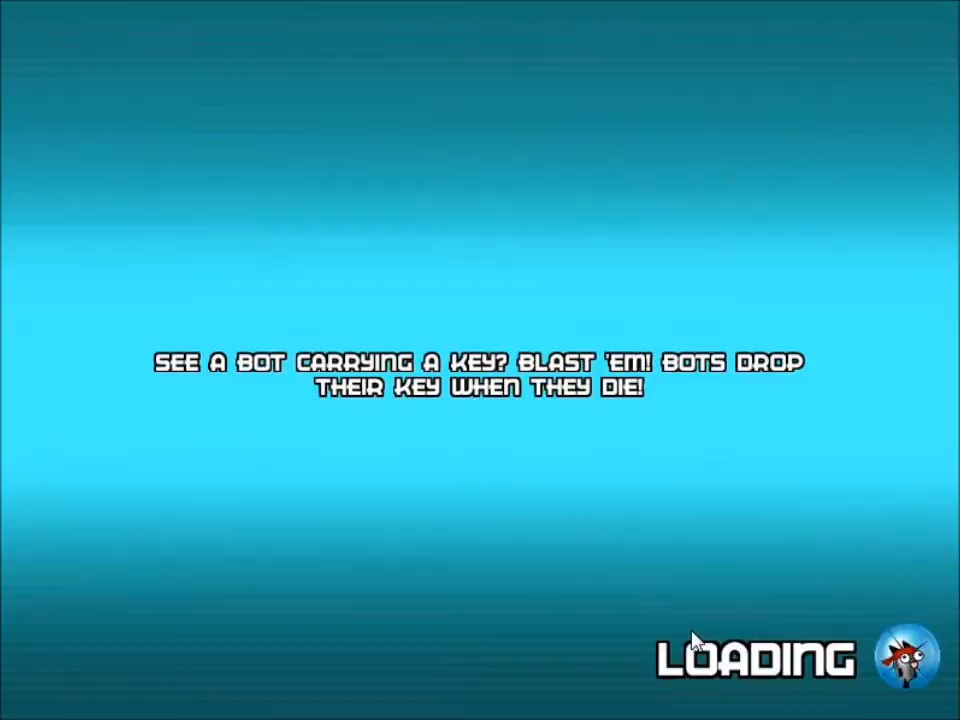 SEE A BOT CARRYING A KEY? BLAST 'EM! BOTS DROP
THEIR KEY WHEN THEY DIE!
LOADING